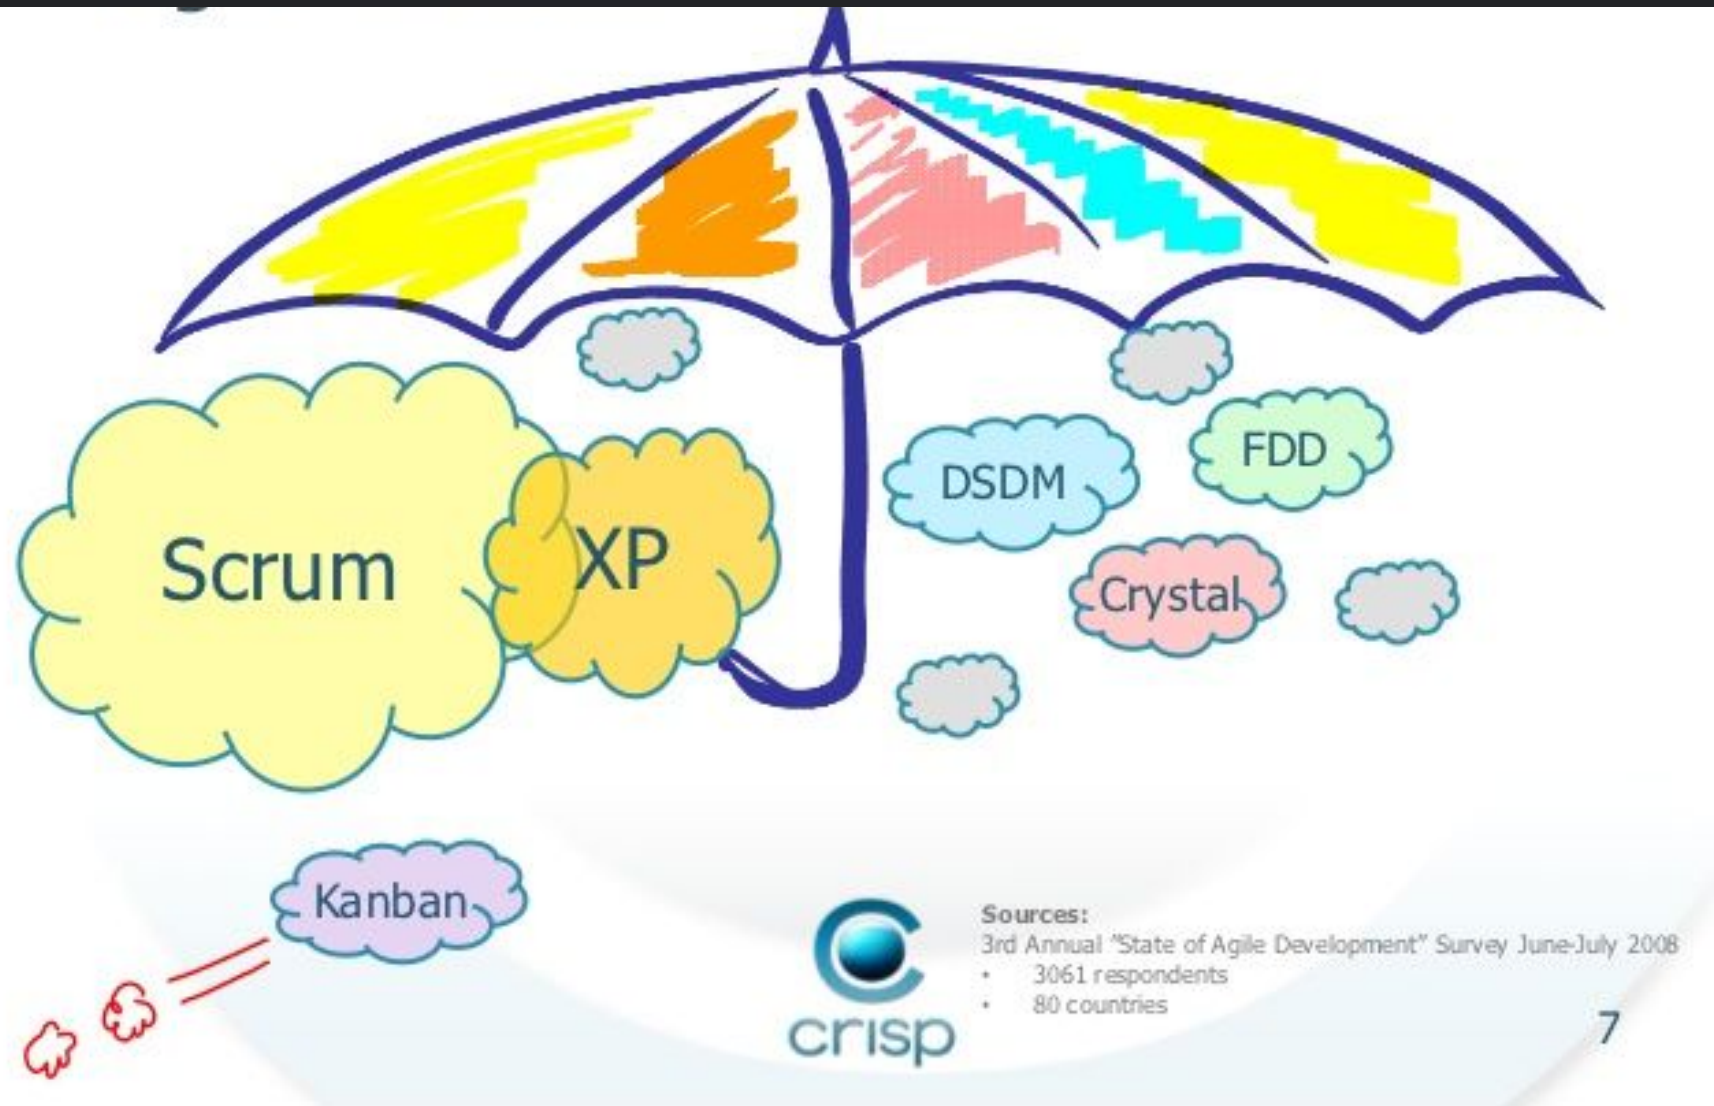 Scrum
XP
DSDM
FDD
Crystal
Kanban
crisp
Sources:
3rd Annual "State of Agile Development" Survey June-July 2008
• 3061 respondents
• 80 countries
7